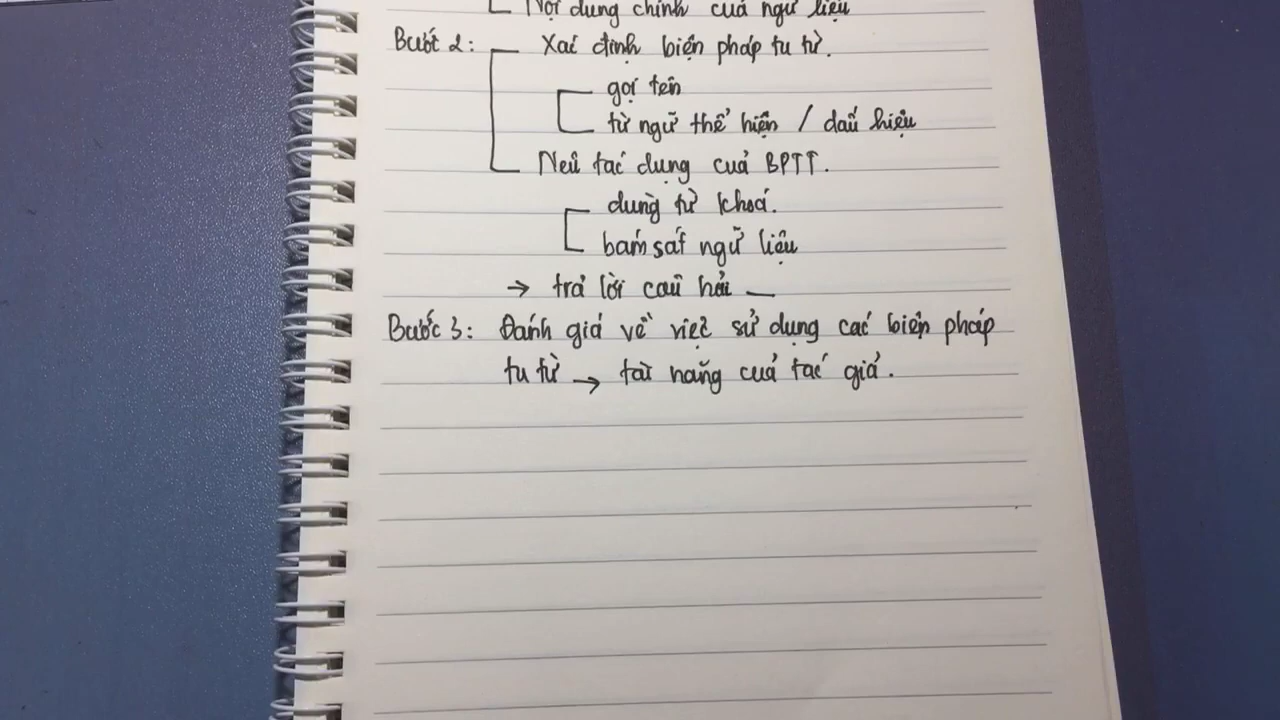 Nội dung chính của ngữ liệu
Bước 2: Xác định biện pháp tu từ.
gọi tên
từ ngữ thể hiện / dấu hiệu
Nêu tác dụng của BPTT.
dùng từ khoá.
bám sát ngữ liệu
→ trả lời câu hỏi __
Bước 3: Đánh giá về việc sử dụng các biện pháp
tu từ → tài năng của tác giả.